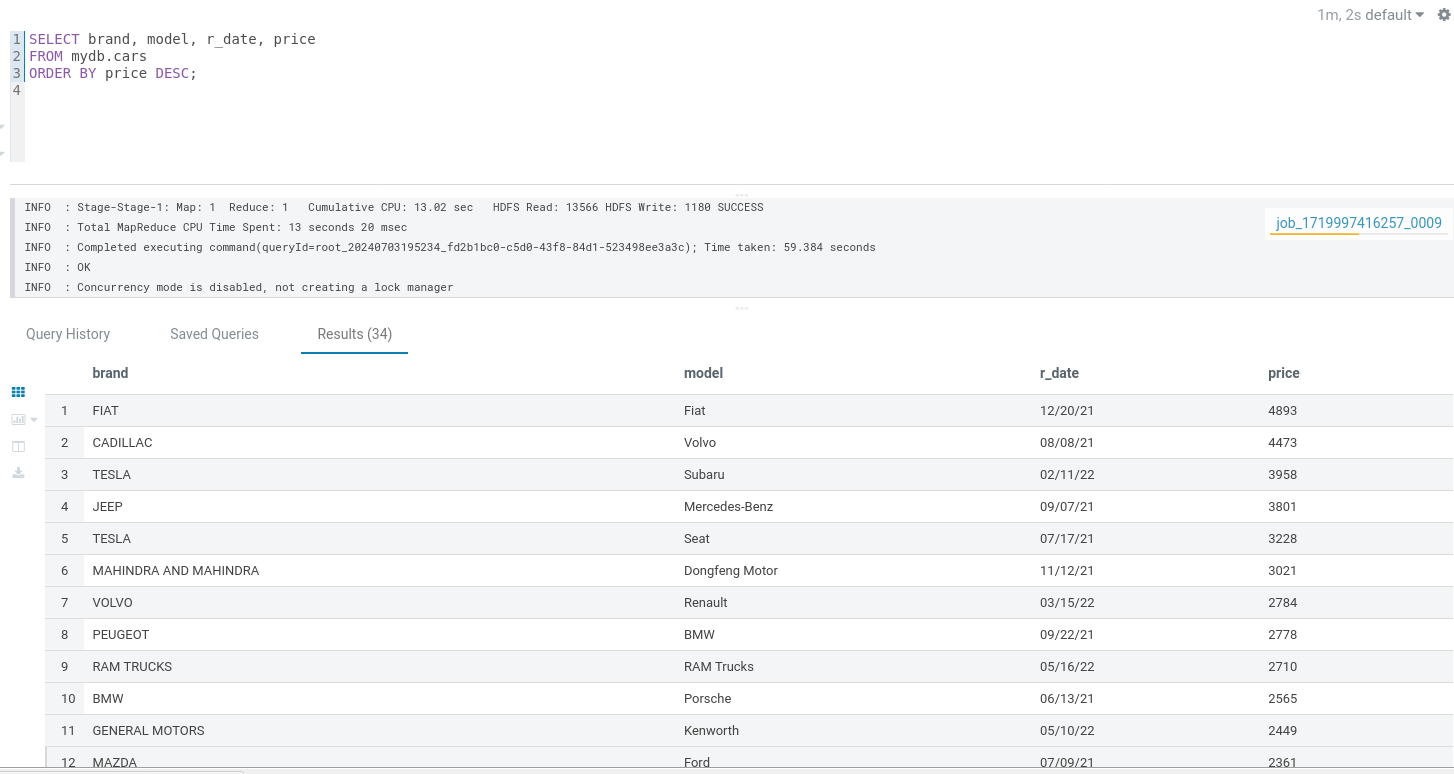 1m, 2s default
1 SELECT brand, model, r_date, price
2 FROM mydb.cars
3 ORDER BY price DESC;
4
INFO  : Stage-Stage-1: Map: 1  Reduce: 1   Cumulative CPU: 13.02 sec   HDFS Read: 13566 HDFS Write: 1180 SUCCESS
INFO  : Total MapReduce CPU Time Spent: 13 seconds 20 msec
INFO  : Completed executing command(queryId=root_20240703195234_fd2b1bc0-c5d0-43f8-84d1-523498ee3a3c); Time taken: 59.384 seconds
INFO  : OK
INFO  : Concurrency mode is disabled, not creating a lock manager
job_1719997416257_0009
Query History Saved Queries Results (34)
brand model r_date price
1 FIAT Fiat 12/20/21 4893
2 CADILLAC Volvo 08/08/21 4473
3 TESLA Subaru 02/11/22 3958
4 JEEP Mercedes-Benz 09/07/21 3801
5 TESLA Seat 07/17/21 3228
6 MAHINDRA AND MAHINDRA Dongfeng Motor 11/12/21 3021
7 VOLVO Renault 03/15/22 2784
8 PEUGEOT BMW 09/22/21 2778
9 RAM TRUCKS RAM Trucks 05/16/22 2710
10 BMW Porsche 06/13/21 2565
11 GENERAL MOTORS Kenworth 05/10/22 2449
12 MAZDA Ford 07/09/21 2361